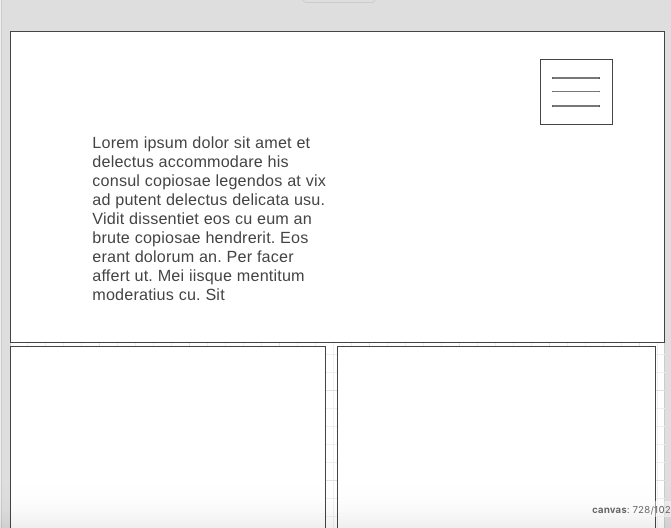 Lorem ipsum dolor sit amet et
delectus accommodare his
consul copiosae legendos at vix
ad putent delectus delicata usu.
Vidit dissentiet eos cu eum an
brute copiosae hendrerit. Eos
erant dolorum an. Per facer
affert ut. Mei iisque mentitum
moderatius cu. Sit
canvas: 728/102